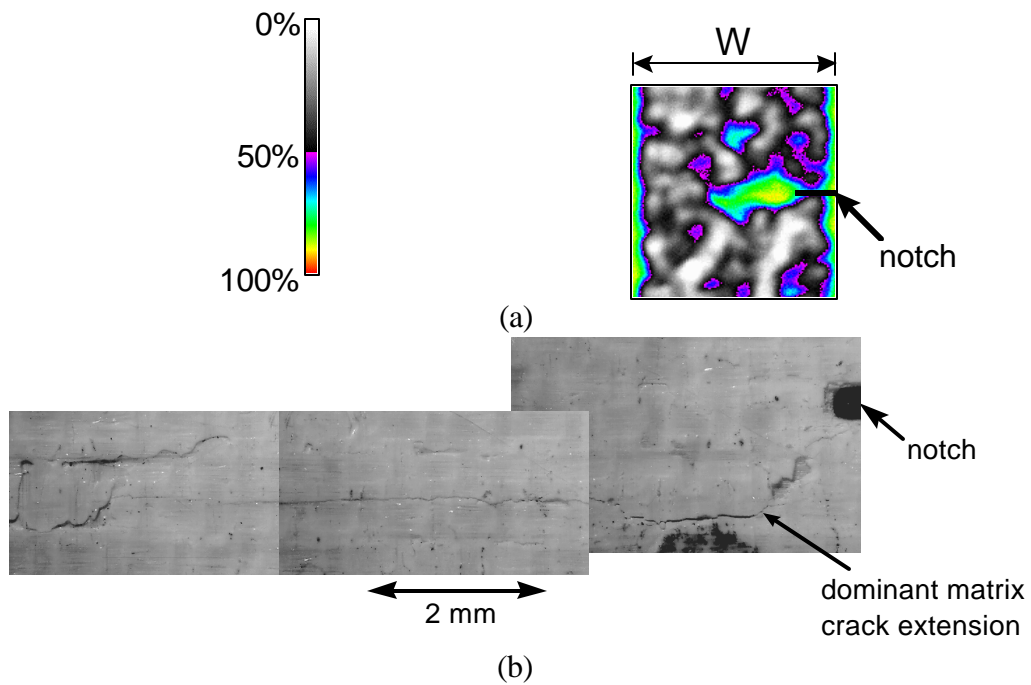 0%
50%
100%
W
notch
(a)
notch
2 mm
dominant matrix
crack extension
(b)